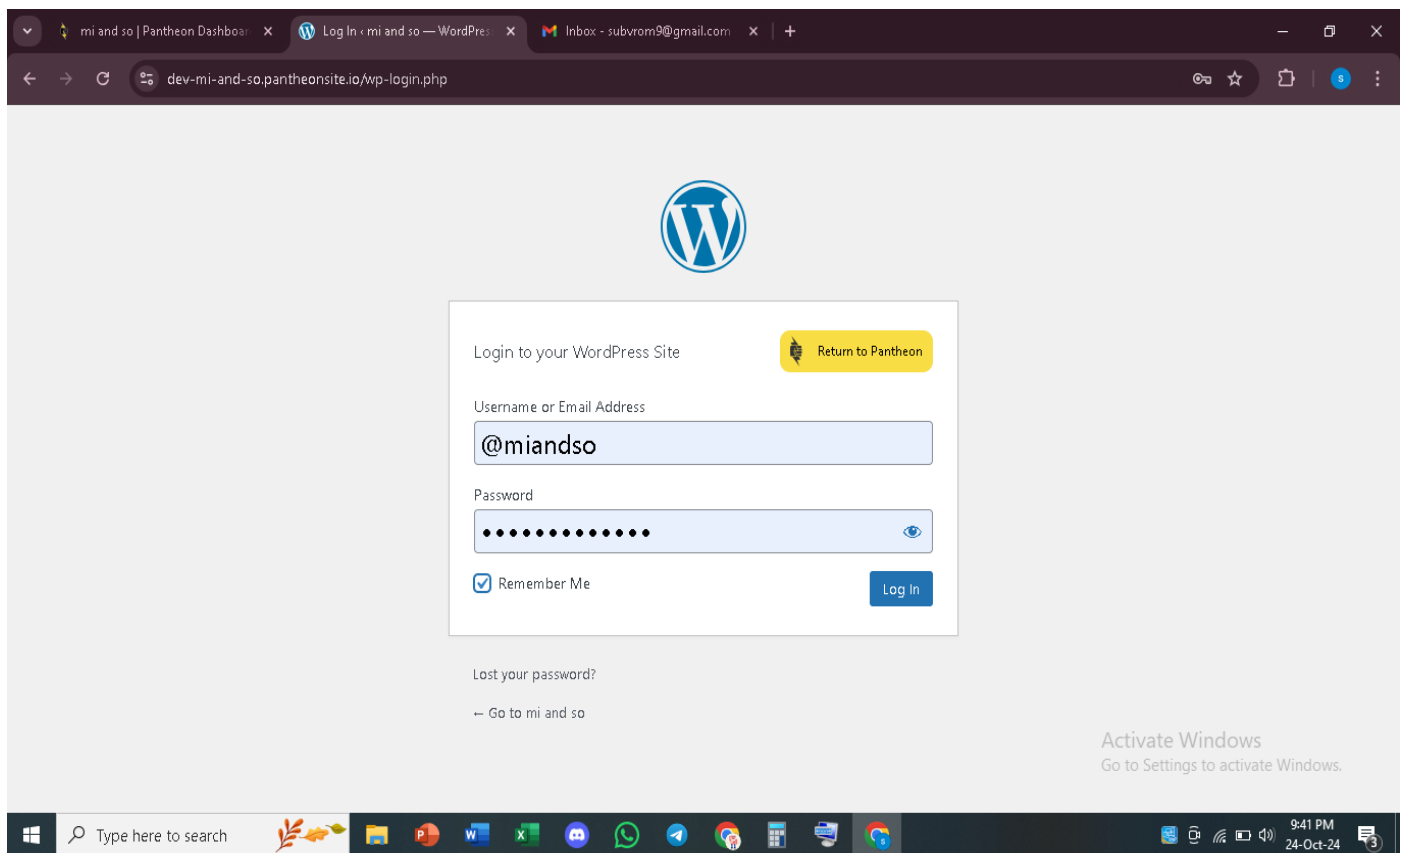 mi and so | Pantheon Dashboar
Log In ‹ mi and so — WordPres
Inbox - subvrom9@gmail.com
dev-mi-and-so.pantheonsite.io/wp-login.php
s
Login to your WordPress Site
Return to Pantheon
Username or Email Address
@miandso
Password
•••••••••••••
Remember Me
Log In
Lost your password?
← Go to mi and so
Activate Windows
Go to Settings to activate Windows.
Type here to search
9:41 PM
24-Oct-24
3